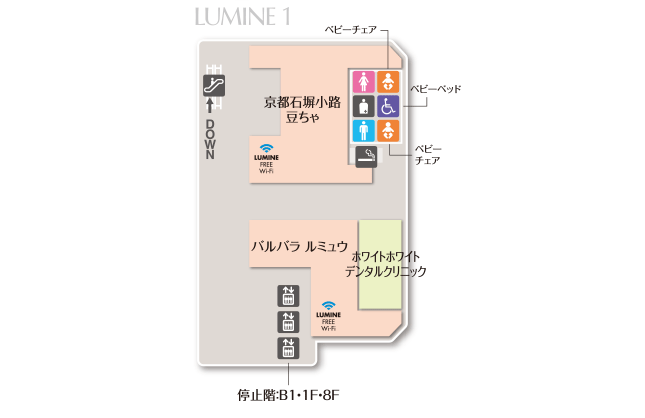 LUMINE 1
ベビーチェア
京都石塀小路
豆ちゃ
ベビーベッド
DOWN
ベビー
チェア
LUMINE
FREE
Wi-Fi
バルバラ ルミュウ
ホワイトホワイト
デンタルクリニック
LUMINE
FREE
Wi-Fi
停止階:B1・1F・8F